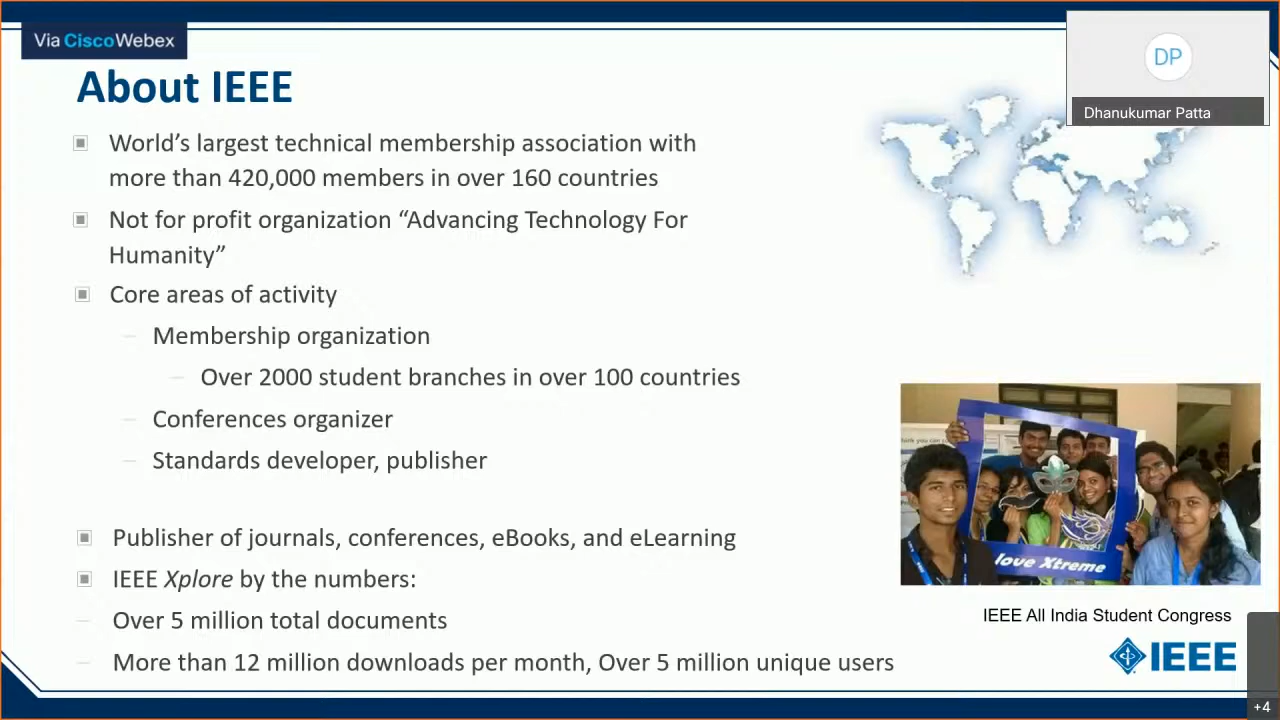 Via CiscoWebex
DP
Dhanukumar Patta
About IEEE
World’s largest technical membership association with
more than 420,000 members in over 160 countries
Not for profit organization “Advancing Technology For
Humanity”
Core areas of activity
Membership organization
Over 2000 student branches in over 100 countries
Conferences organizer
Standards developer, publisher
Publisher of journals, conferences, eBooks, and eLearning
IEEE Xplore by the numbers:
Over 5 million total documents
More than 12 million downloads per month, Over 5 million unique users
love Xtreme
IEEE All India Student Congress
IEEE
+4